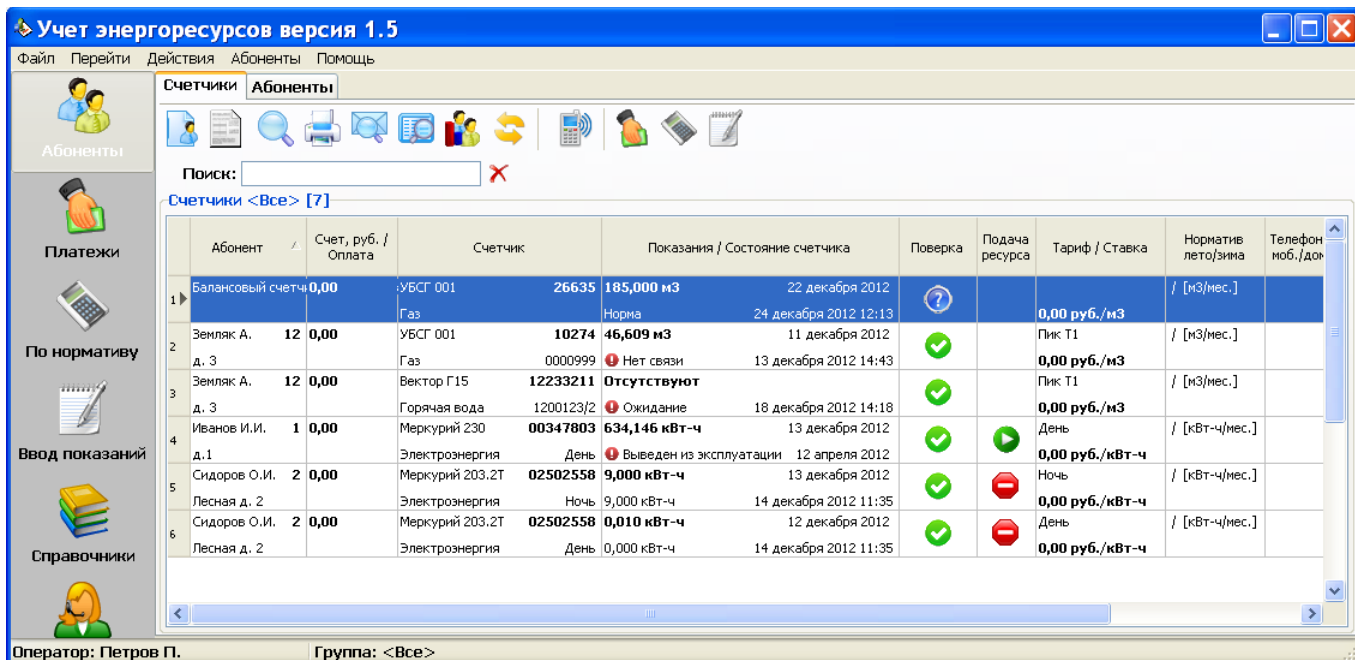 Учет энергоресурсов версия 1.5
Файл Перейти Действия Абоненты Помощь
Абоненты
Платежи
По нормативу
Ввод показаний
Справочники
Счетчики Абоненты
Поиск:
Счетчики <Все> [7]
Абонент Счет, руб. / Оплата Счетчик Показания / Состояние счетчика Поверка Подача ресурса Тариф / Ставка Норматив лето/зима Телефон моб./дом
1 Балансовый счетчи 0,00 УБСГ 001 26635 185,000 м3 22 декабря 2012 / [м3/мес.]
Газ Норма 24 декабря 2012 12:13 0,00 руб./м3
2 Земляк А. 12 0,00 УБСГ 001 10274 46,609 м3 11 декабря 2012 Пик Т1 / [м3/мес.]
д. 3 Газ 0000999 Нет связи 13 декабря 2012 14:43 0,00 руб./м3
3 Земляк А. 12 0,00 Вектор Г15 12233211 Отсутствуют Пик Т1 / [м3/мес.]
д. 3 Горячая вода 1200123/2 Ожидание 18 декабря 2012 14:18 0,00 руб./м3
4 Иванов И.И. 1 0,00 Меркурий 230 00347803 634,146 кВт-ч 13 декабря 2012 День / [кВт-ч/мес.]
д.1 Электроэнергия День Выведен из эксплуатации 12 апреля 2012 0,00 руб./кВт-ч
5 Сидоров О.И. 2 0,00 Меркурий 203.2Т 02502558 9,000 кВт-ч 13 декабря 2012 Ночь / [кВт-ч/мес.]
Лесная д. 2 Электроэнергия Ночь 9,000 кВт-ч 14 декабря 2012 11:35 0,00 руб./кВт-ч
6 Сидоров О.И. 2 0,00 Меркурий 203.2Т 02502558 0,010 кВт-ч 12 декабря 2012 День / [кВт-ч/мес.]
Лесная д. 2 Электроэнергия День 0,000 кВт-ч 14 декабря 2012 11:35 0,00 руб./кВт-ч
Оператор: Петров П. Группа: <Все>